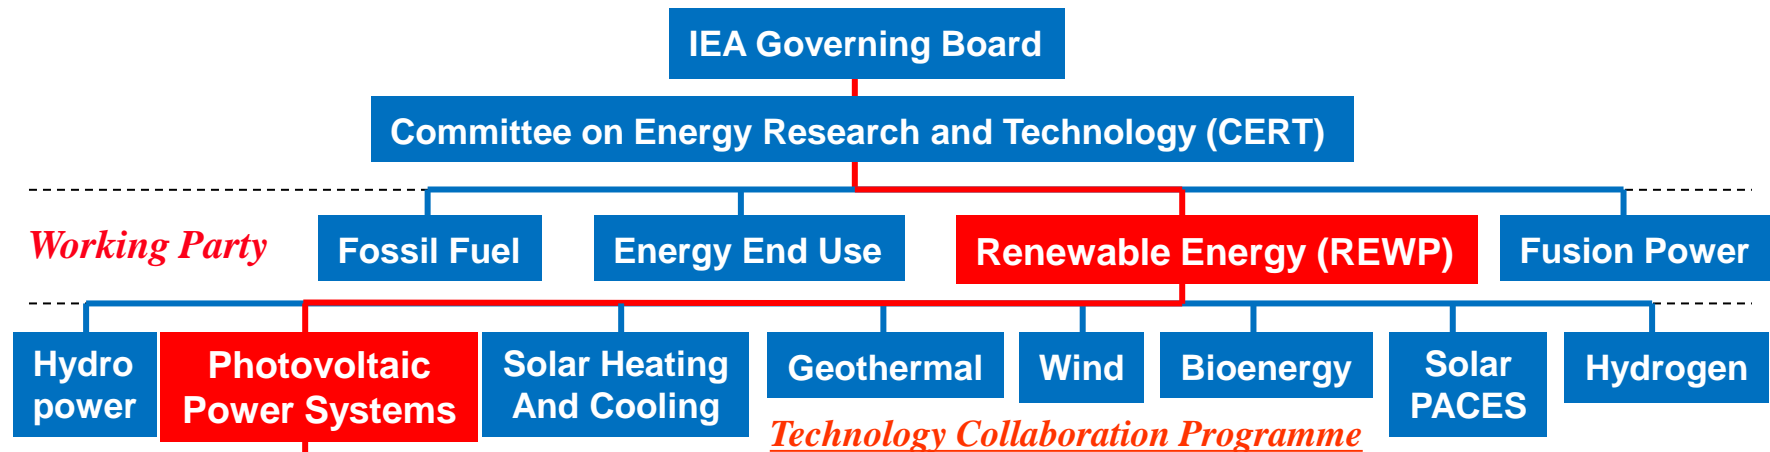 IEA Governing Board
Committee on Energy Research and Technology (CERT)
Working Party
Fossil Fuel
Energy End Use
Renewable Energy (REWP)
Fusion Power
Hydro
power
Photovoltaic
Power Systems
Solar Heating
And Cooling
Geothermal
Wind
Bioenergy
Solar
PACES
Hydrogen
Technology Collaboration Programme